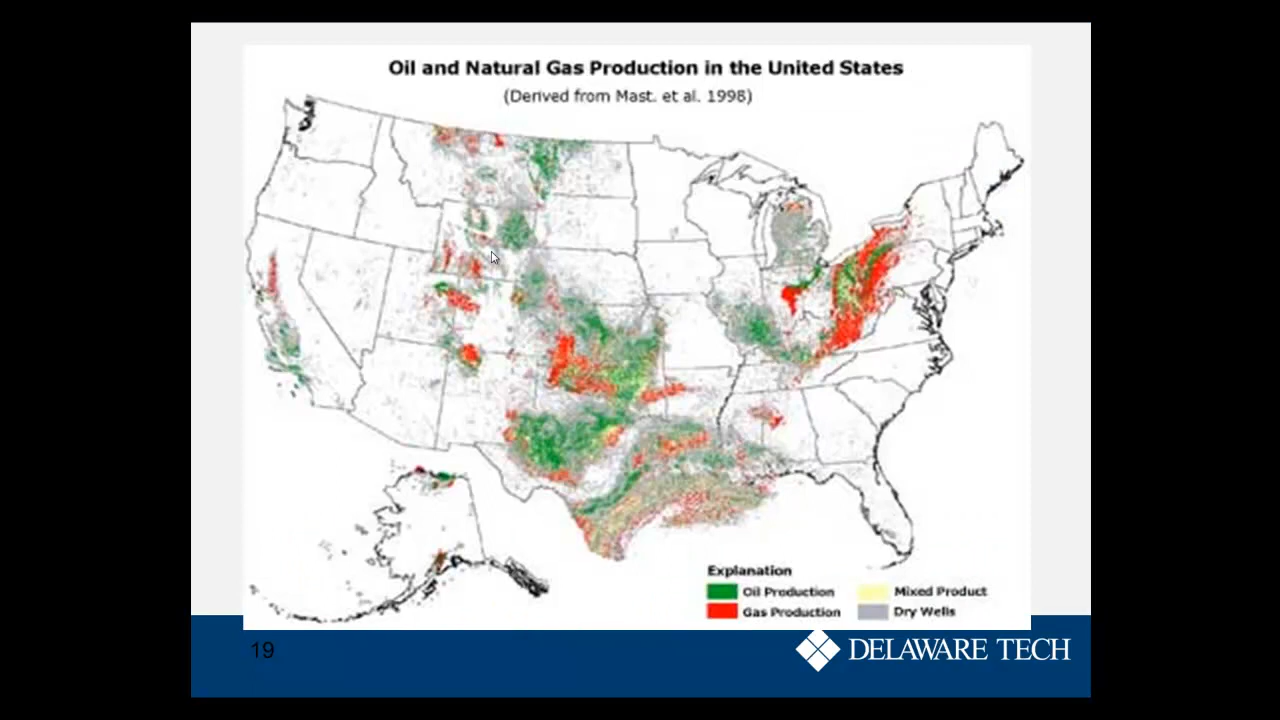 Oil and Natural Gas Production in the United States
(Derived from Mast. et al. 1998)
Explanation
Oil Production
Mixed Product
Gas Production
Dry Wells
19
DELAWARE TECH